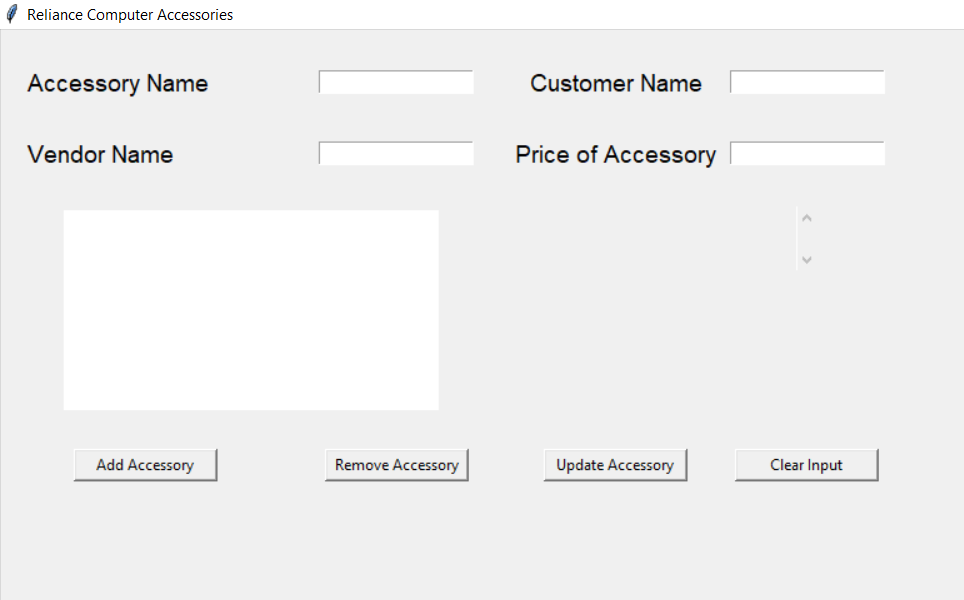 Reliance Computer Accessories
Accessory Name Customer Name
Vendor Name Price of Accessory
Add Accessory Remove Accessory Update Accessory Clear Input